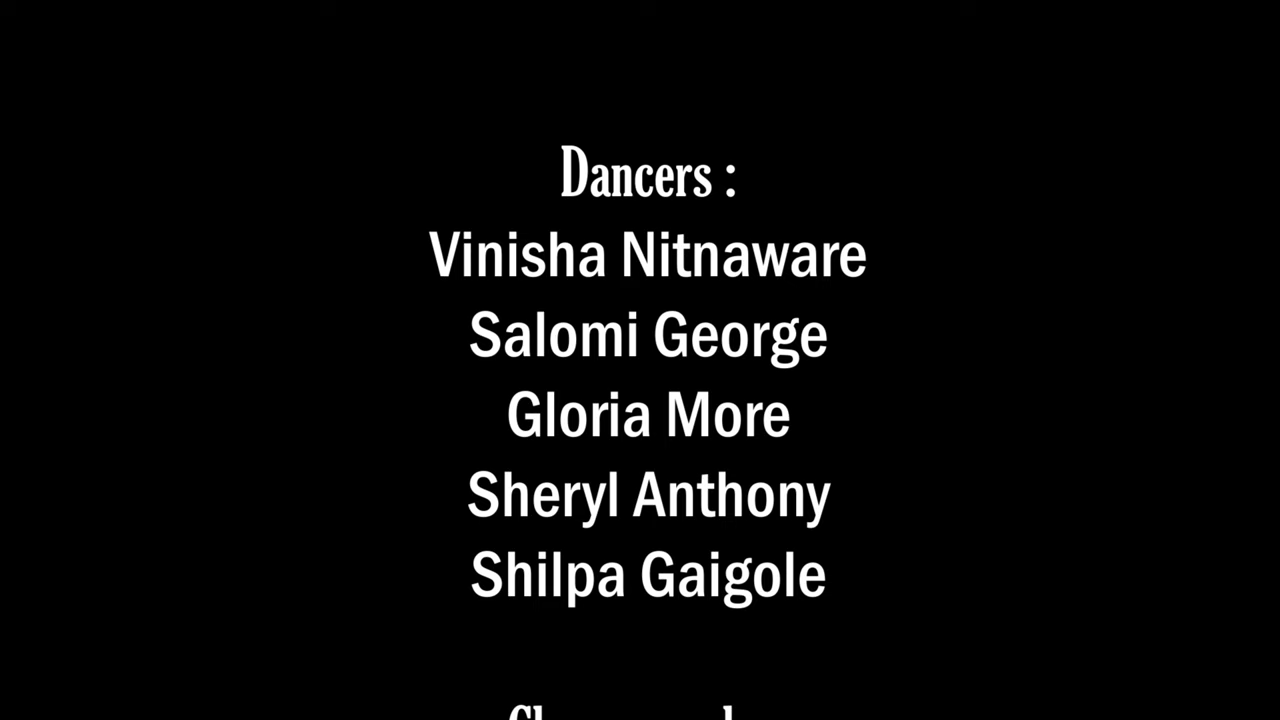 Dancers :
Vinisha Nitnaware
Salomi George
Gloria More
Sheryl Anthony
Shilpa Gaigole